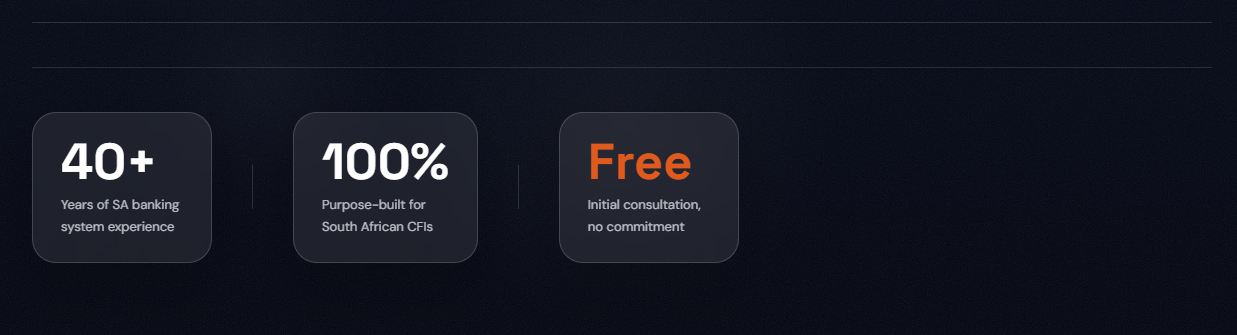 40+
Years of SA banking
system experience
100%
Purpose-built for
South African CFIs
Free
Initial consultation,
no commitment